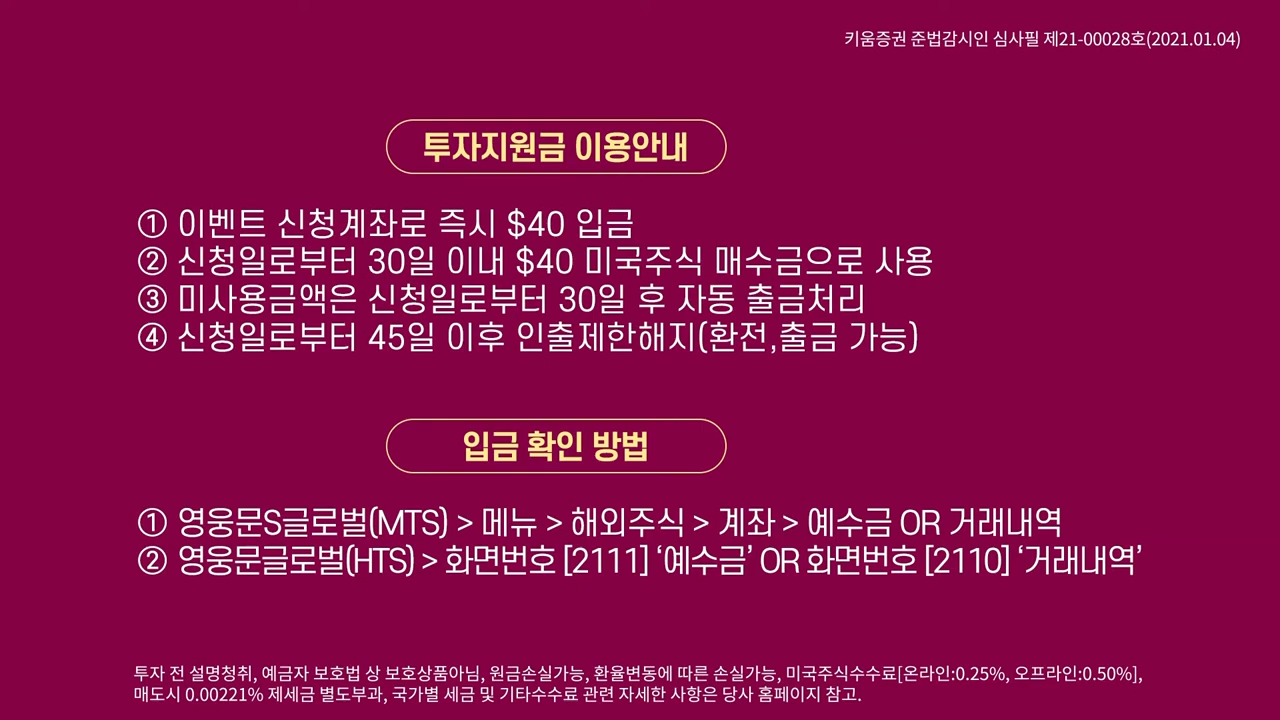 키움증권 준법감시인 심사필 제21-00028호(2021.01.04)
투자지원금 이용안내
① 이벤트 신청계좌로 즉시 $40 입금
② 신청일로부터 30일 이내 $40 미국주식 매수금으로 사용
③ 미사용금액은 신청일로부터 30일 후 자동 출금처리
④ 신청일로부터 45일 이후 인출제한해지(환전,출금 가능)
입금 확인 방법
① 영웅문S글로벌(MTS) > 메뉴 > 해외주식 > 계좌 > 예수금 OR 거래내역
② 영웅문글로벌(HTS) > 화면번호 [2111] ‘예수금’ OR 화면번호 [2110] ‘거래내역’
투자 전 설명청취, 예금자 보호법 상 보호상품아님, 원금손실가능, 환율변동에 따른 손실가능, 미국주식수수료[온라인:0.25%, 오프라인:0.50%],
매도시 0.00221% 제세금 별도부과, 국가별 세금 및 기타수수료 관련 자세한 사항은 당사 홈페이지 참고.